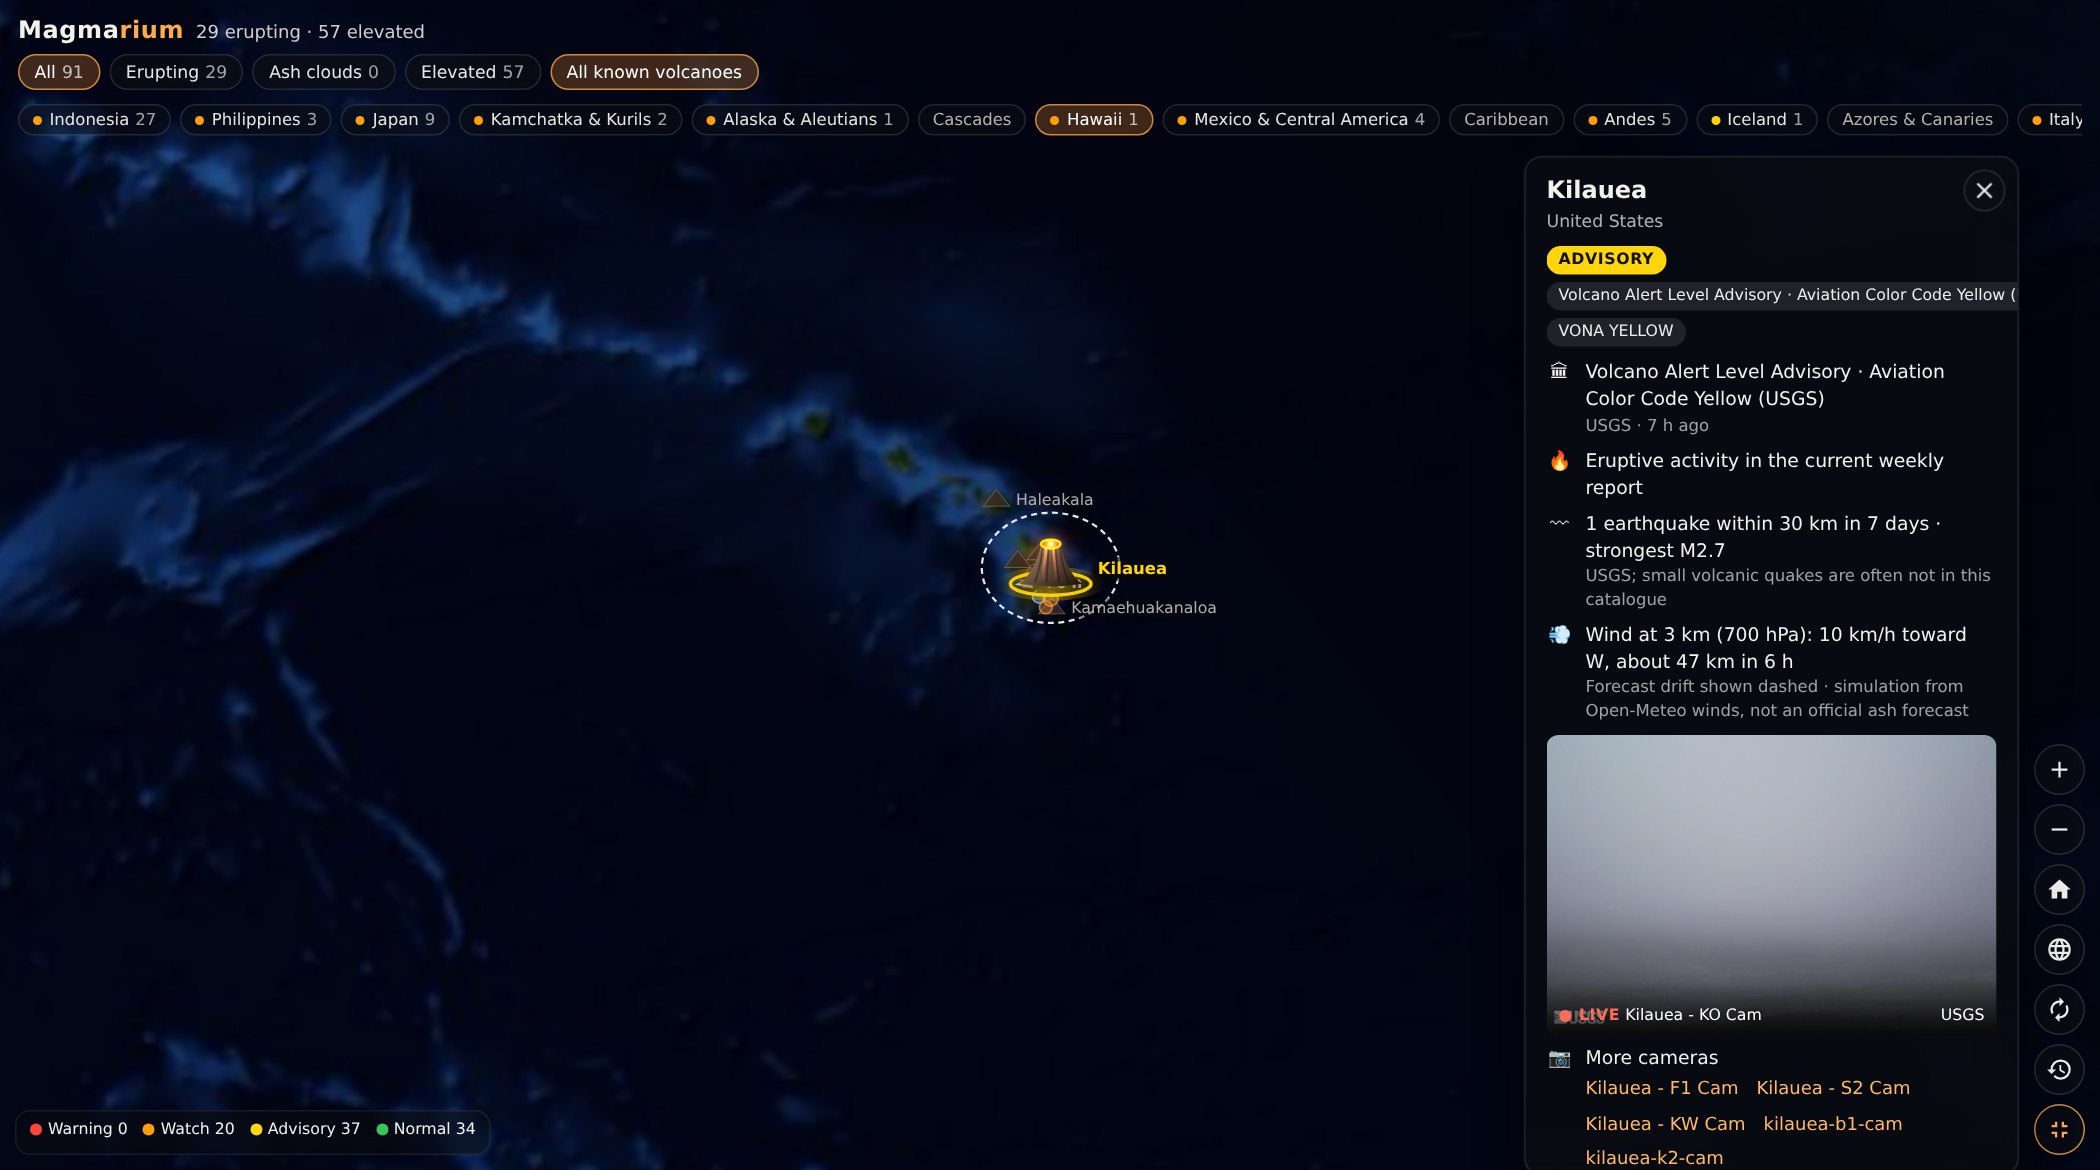 Magmarium 29 erupting · 57 elevated
All 91 Erupting 29 Ash clouds 0 Elevated 57 All known volcanoes
Indonesia 27 Philippines 3 Japan 9 Kamchatka & Kurils 2 Alaska & Aleutians 1 Cascades Hawaii 1 Mexico & Central America 4 Caribbean Andes 5 Iceland 1 Azores & Canaries Italy
Kilauea
United States
ADVISORY
Volcano Alert Level Advisory · Aviation Color Code Yellow (
VONA YELLOW
Volcano Alert Level Advisory · Aviation
Color Code Yellow (USGS)
USGS · 7 h ago
Eruptive activity in the current weekly
report
1 earthquake within 30 km in 7 days ·
strongest M2.7
USGS; small volcanic quakes are often not in this
catalogue
Wind at 3 km (700 hPa): 10 km/h toward
W, about 47 km in 6 h
Forecast drift shown dashed · simulation from
Open-Meteo winds, not an official ash forecast
USGS
LIVE Kilauea - KO Cam USGS
More cameras
Kilauea - F1 Cam Kilauea - S2 Cam
Kilauea - KW Cam kilauea-b1-cam
kilauea-k2-cam
Haleakala
Kilauea
Kamaehuakanaloa
Warning 0 Watch 20 Advisory 37 Normal 34